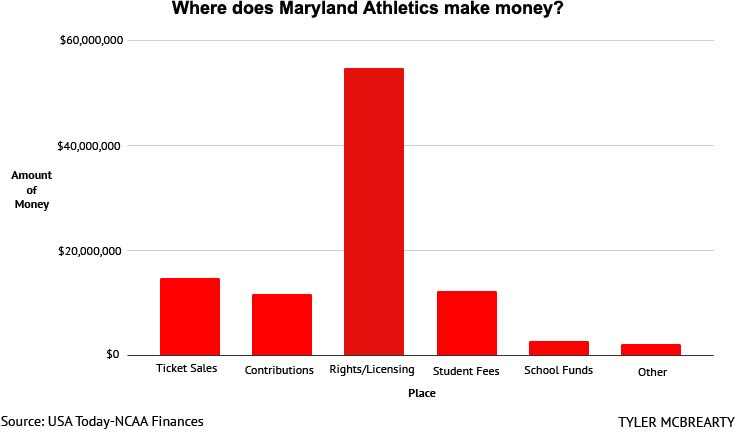 Where does Maryland Athletics make money?
$60,000,000
$40,000,000
Amount
of
Money
$20,000,000
$0
Ticket Sales
Contributions
Rights/Licensing
Student Fees
School Funds
Other
Place
Source: USA Today-NCAA Finances
TYLER MCBREARTY